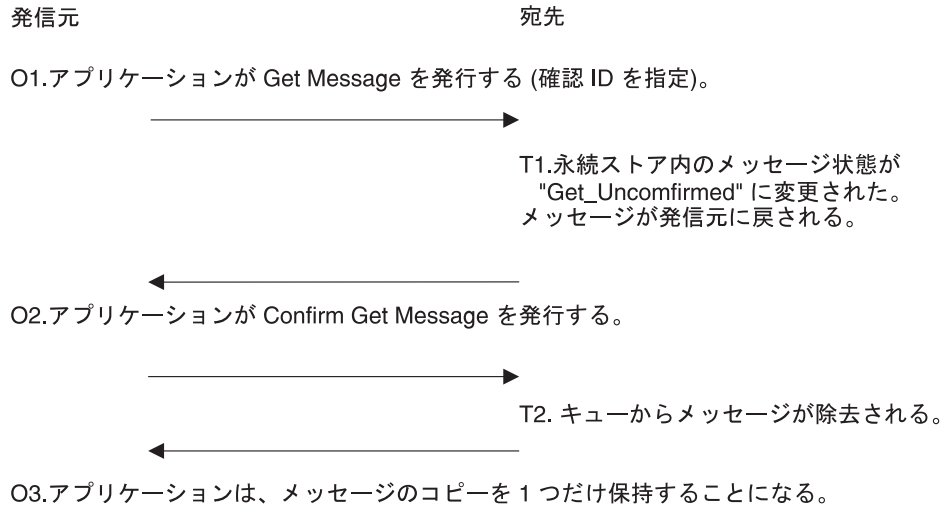 発信元
宛先
O1.アプリケーションが Get Message を発行する (確認 ID を指定)。
T1.永続ストア内のメッセージ状態が
"Get_Uncomfirmed" に変更された。
メッセージが発信元に戻される。
O2.アプリケーションが Confirm Get Message を発行する。
T2. キューからメッセージが除去される。
O3.アプリケーションは、メッセージのコピーを 1 つだけ保持することになる。